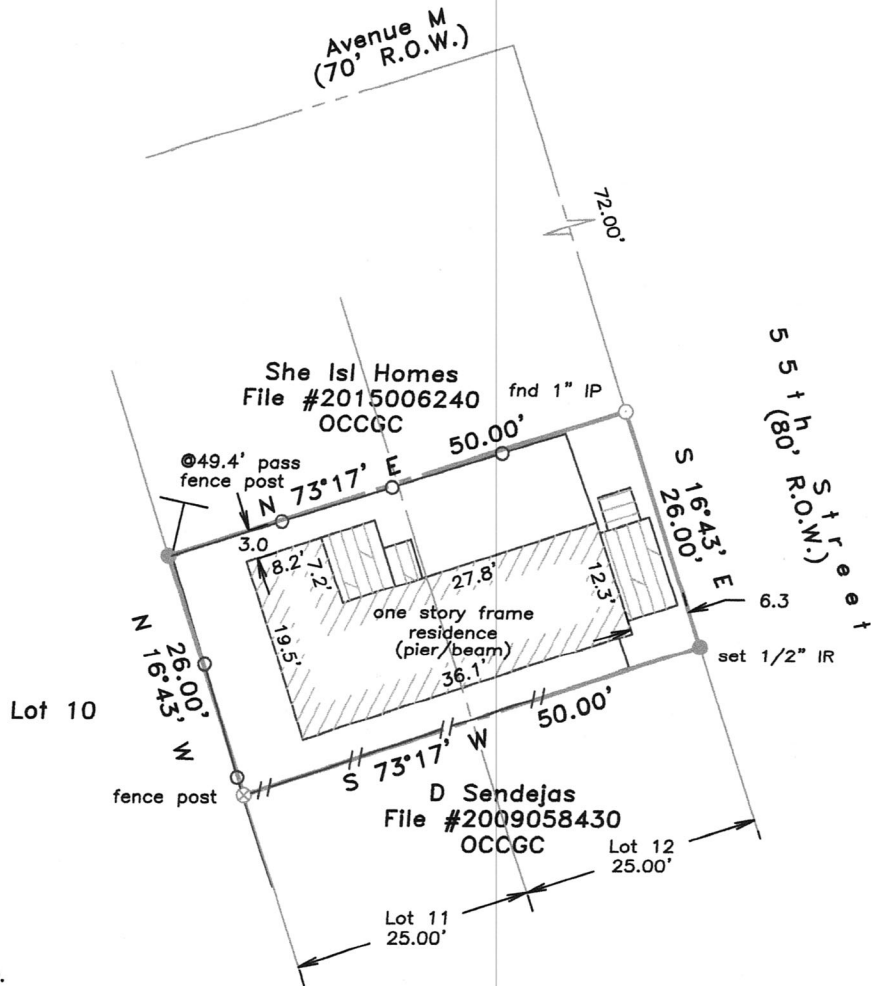 Avenue M
(70' R.O.W.)
72.00'
55th Street
(80' R.O.W.)
She Isl Homes
File #2015006240
OCCGC
fnd 1" IP
@49.4' pass
fence post
N 73°17' E 50.00'
S 16°43' E
26.00'
3.0
8.2'
7.2'
27.8'
12.3'
6.3
19.5'
one story frame
residence
(pier/beam)
36.1'
set 1/2" IR
26.00'
N 16°43' W
Lot 10
S 73°17' W 50.00'
fence post
D Sendejas
File #2009058430
OCCGC
Lot 12
25.00'
Lot 11
25.00'